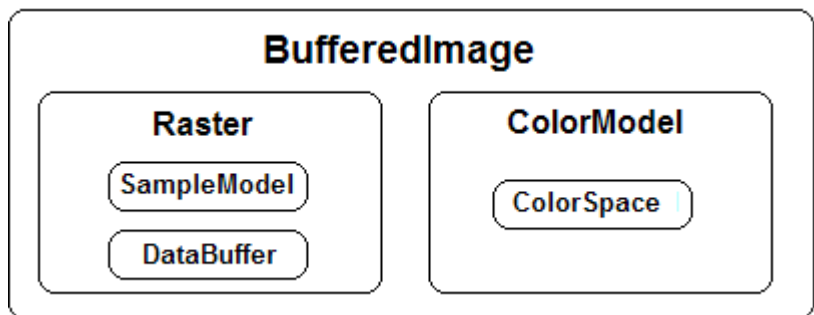 BufferedImage
Raster
SampleModel
DataBuffer
ColorModel
ColorSpace